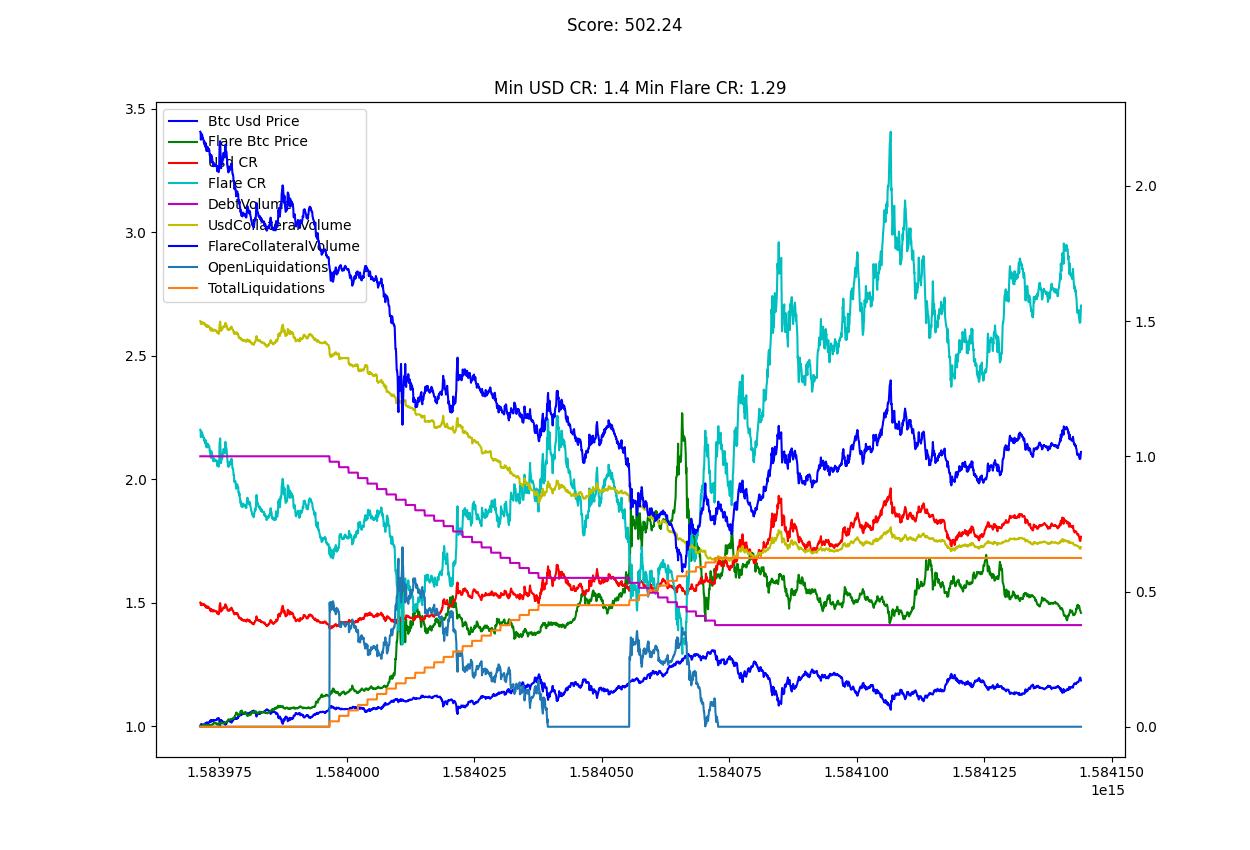 Score: 502.24
Min USD CR: 1.4 Min Flare CR: 1.29
3.5
3.0
2.5
2.0
1.5
1.0
Btc Usd Price
Flare Btc Price
Usd CR
Flare CR
DebtVolume
UsdCollateralVolume
FlareCollateralVolume
OpenLiquidations
TotalLiquidations
2.0
1.5
1.0
0.5
0.0
1.583975 1.584000 1.584025 1.584050 1.584075 1.584100 1.584125 1.584150
1e15